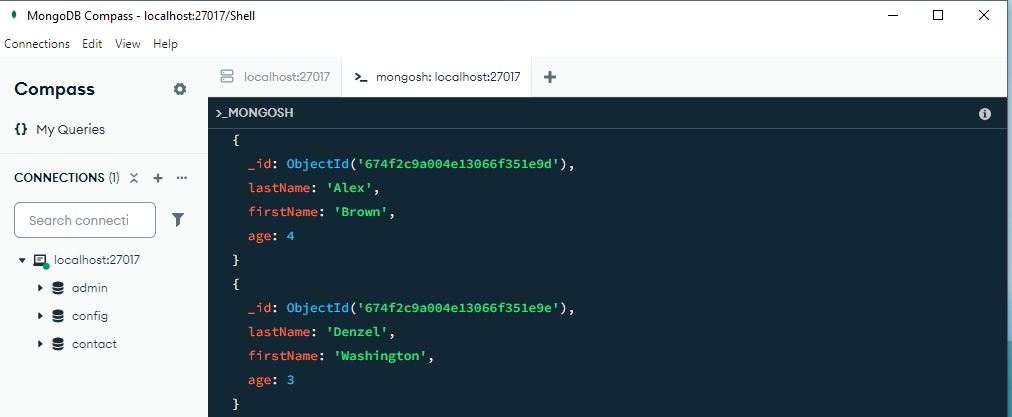 MongoDB Compass - localhost:27017/Shell
Connections Edit View Help
Compass
{} My Queries
CONNECTIONS (1)
Search connecti
localhost:27017
admin
config
contact
localhost:27017
>_ mongosh: localhost:27017
>_MONGOSH
{
_id: ObjectId('674f2c9a004e13066f351e9d'),
lastName: 'Alex',
firstName: 'Brown',
age: 4
}
{
_id: ObjectId('674f2c9a004e13066f351e9e'),
lastName: 'Denzel',
firstName: 'Washington',
age: 3
}